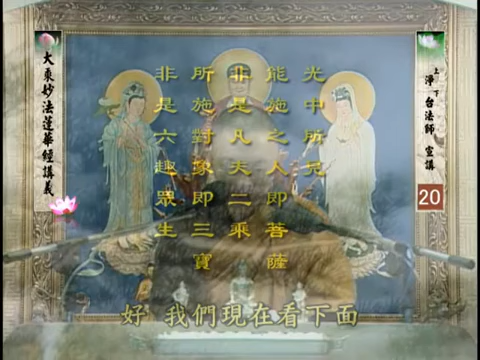 大乘妙法蓮華經講義
上淨下台法師 宣講
20
光中所見
能施之人即菩薩
非是凡夫二乘
所施對象即三寶
非是六趣眾生
好 我們現在看下面